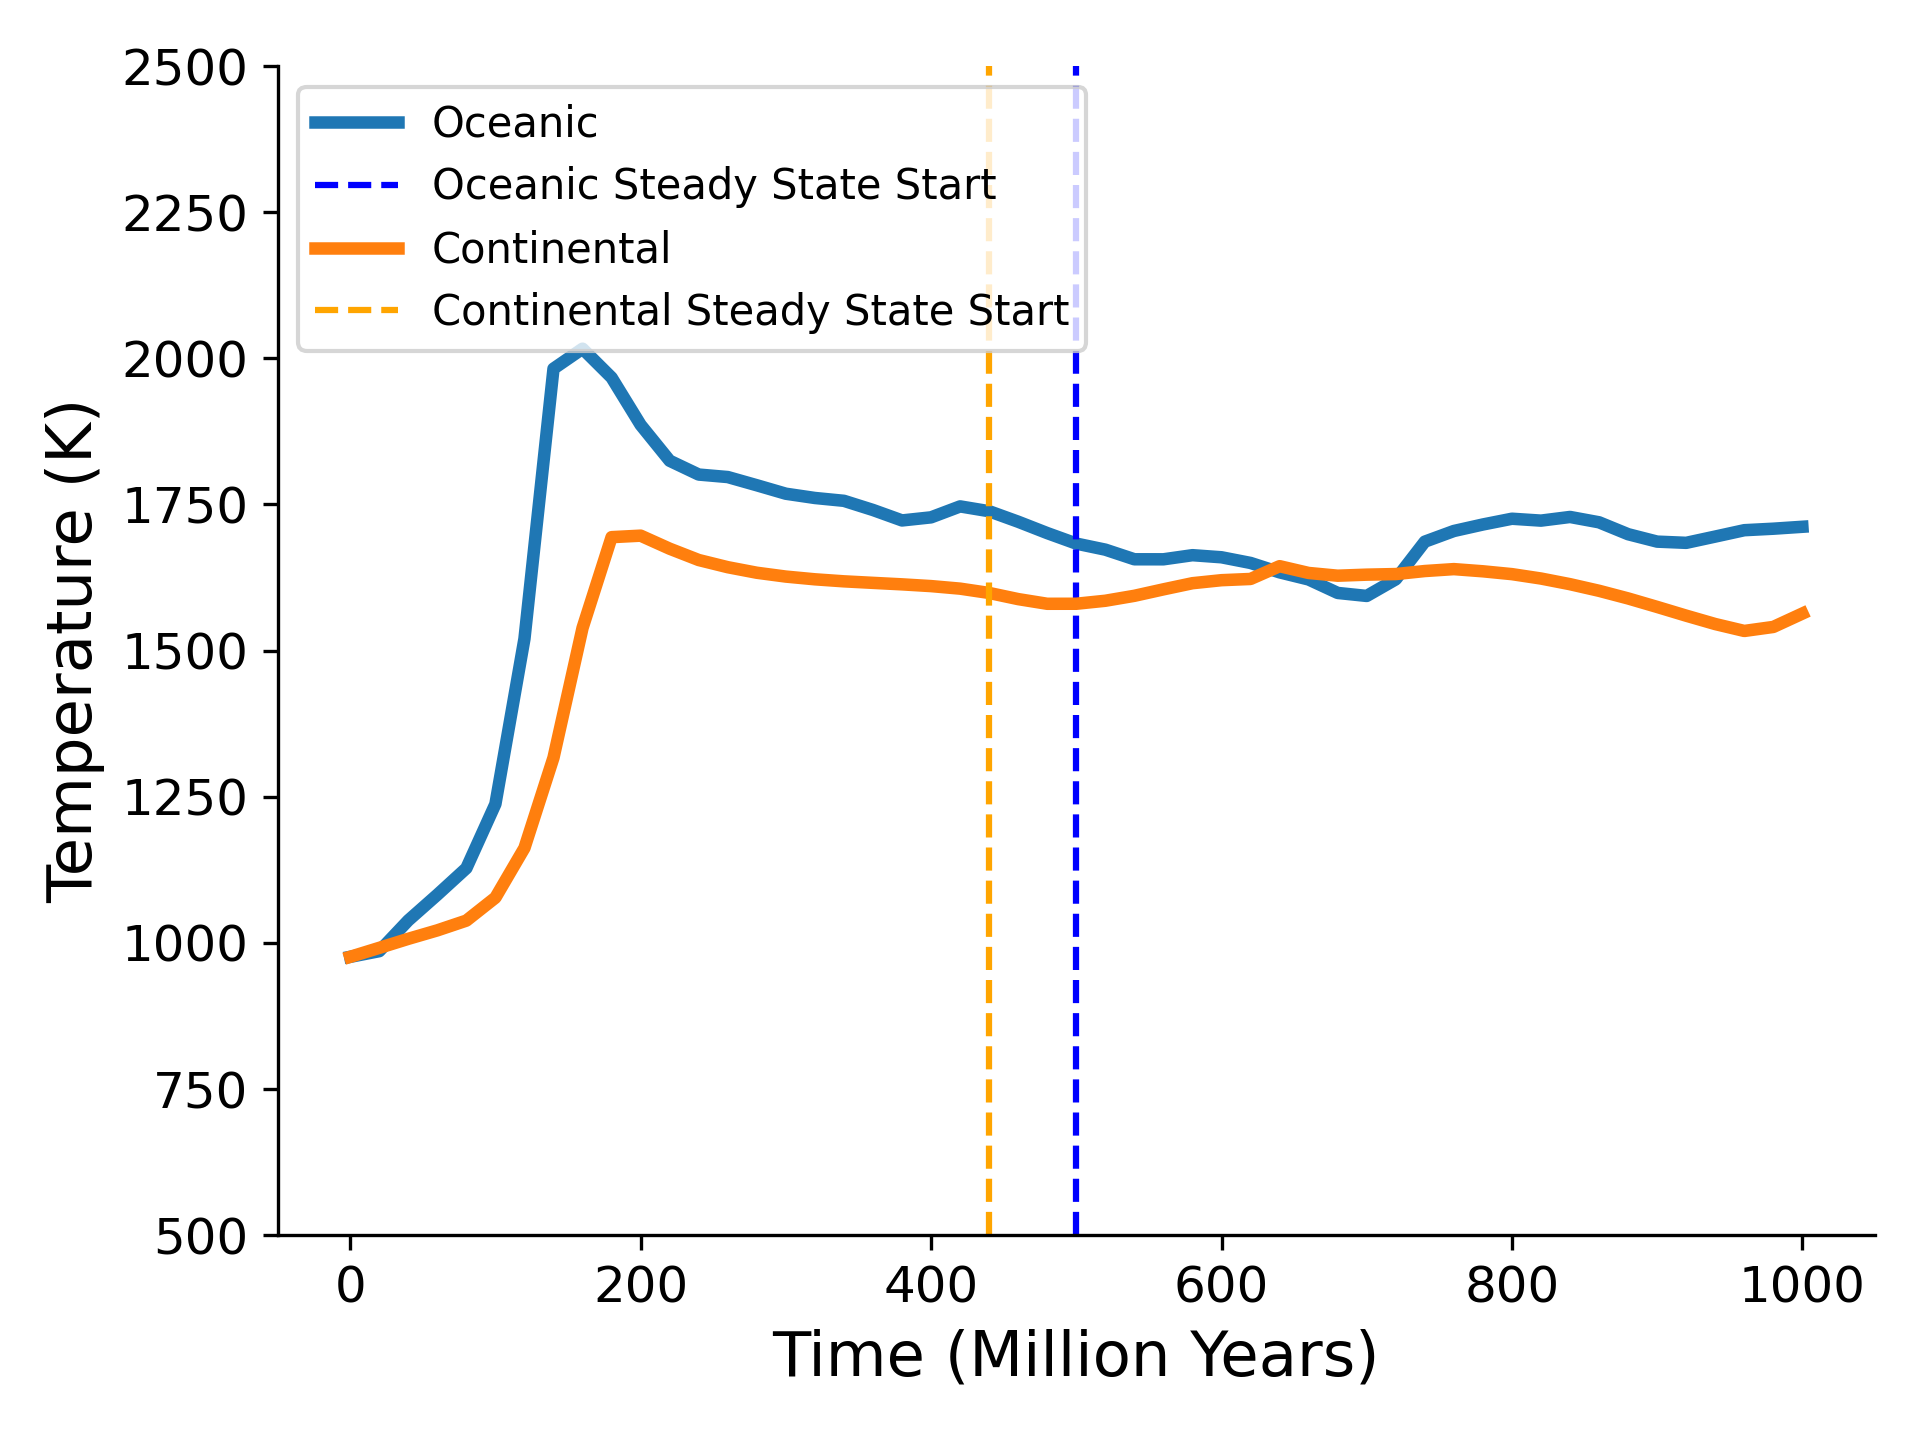 2500
2250
2000
1750
1500
1250
1000
750
500
Temperature (K)
Oceanic
Oceanic Steady State Start
Continental
Continental Steady State Start
0 200 400 600 800 1000
Time (Million Years)